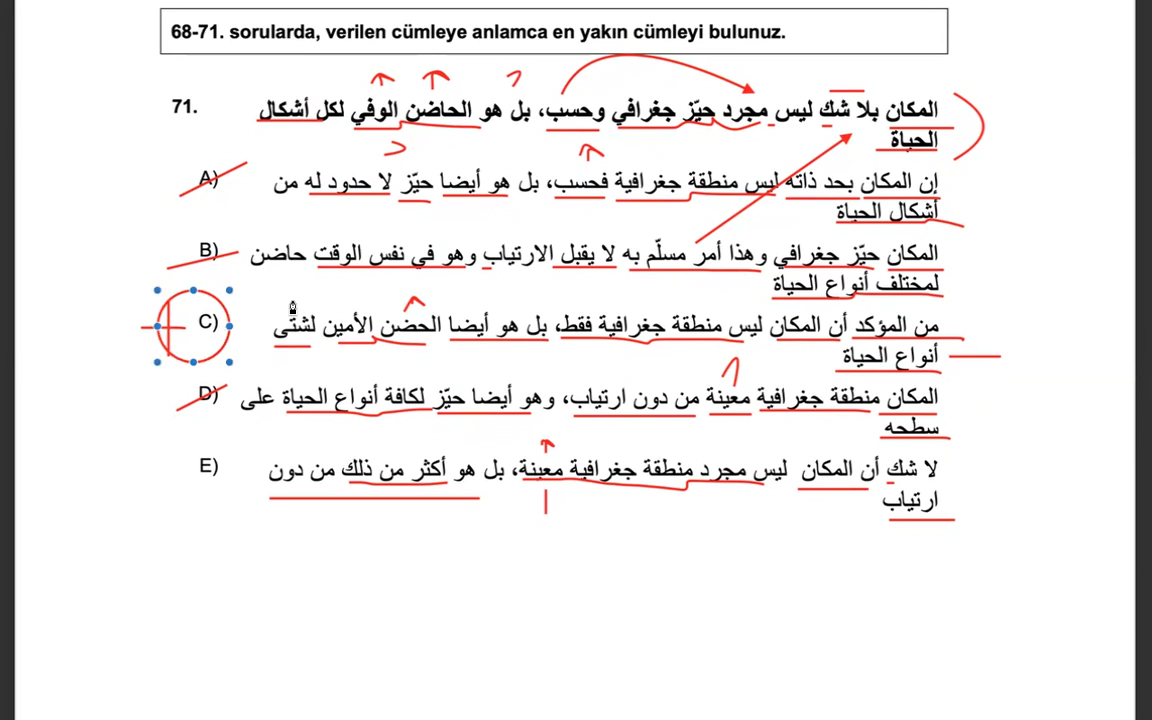 68-71. sorularda, verilen cümleye anlamca en yakın cümleyi bulunuz.
71. المكان بلا شك ليس مجرد حيّز جغرافي وحسب، بل هو الحاضن الوفي لكل أشكال
الحياة
A) إن المكان بحد ذاته ليس منطقة جغرافية فحسب، بل هو أيضا حيّز لا حدود له من
أشكال الحياة
B) المكان حيّز جغرافي وهذا أمر مسلّم به لا يقبل الارتياب وهو في نفس الوقت حاضن
لمختلف أنواع الحياة
C) من المؤكد أن المكان ليس منطقة جغرافية فقط، بل هو أيضا الحضن الأمين لشتى
أنواع الحياة
D) المكان منطقة جغرافية معينة من دون ارتياب، وهو أيضا حيّز لكافة أنواع الحياة على
سطحه
E) لا شك أن المكان ليس مجرد منطقة جغرافية معينة، بل هو أكثر من ذلك من دون
ارتياب